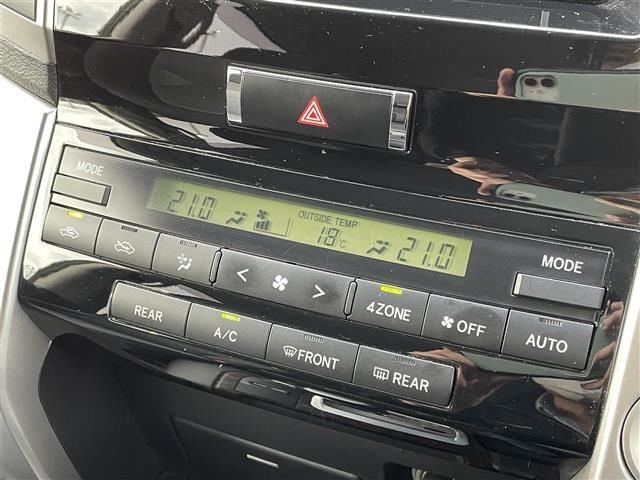 MODE
21.0 OUTSIDE TEMP 18°C 21.0
MODE
< > 4ZONE OFF AUTO
REAR A/C FRONT REAR